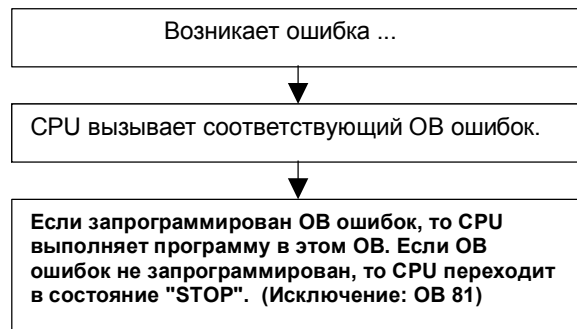 Возникает ошибка ...
CPU вызывает соответствующий OB ошибок.
Если запрограммирован OB ошибок, то CPU
выполняет программу в этом OB. Если OB
ошибок не запрограммирован, то CPU переходит
в состояние "STOP".  (Исключение: OB 81)